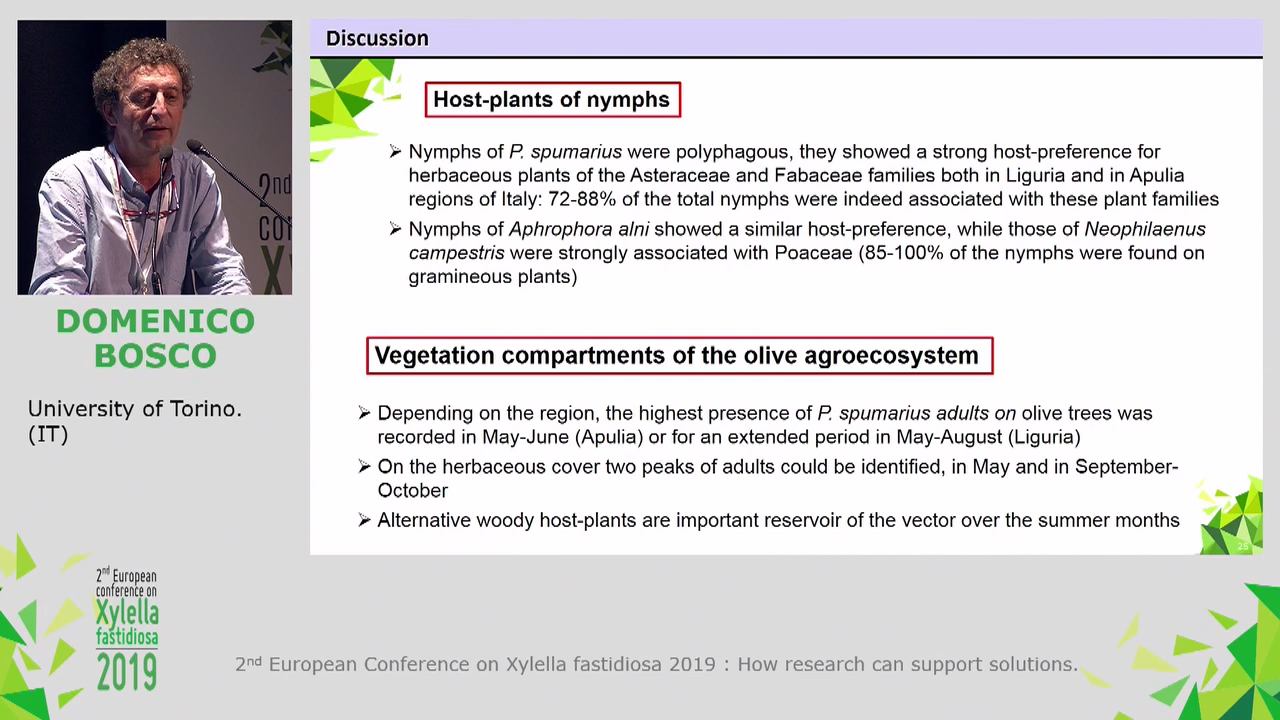 Discussion
Host-plants of nymphs
➢ Nymphs of P. spumarius were polyphagous, they showed a strong host-preference for
herbaceous plants of the Asteraceae and Fabaceae families both in Liguria and in Apulia
regions of Italy: 72-88% of the total nymphs were indeed associated with these plant families
➢ Nymphs of Aphrophora alni showed a similar host-preference, while those of Neophilaenus
campestris were strongly associated with Poaceae (85-100% of the nymphs were found on
gramineous plants)
Vegetation compartments of the olive agroecosystem
➢ Depending on the region, the highest presence of P. spumarius adults on olive trees was
recorded in May-June (Apulia) or for an extended period in May-August (Liguria)
➢ On the herbaceous cover two peaks of adults could be identified, in May and in September-
October
➢ Alternative woody host-plants are important reservoir of the vector over the summer months
2nd
DOMENICO
BOSCO
University of Torino.
(IT)
2nd European
conference on
Xylella
fastidiosa
2019
2nd European Conference on Xylella fastidiosa 2019 : How research can support solutions.